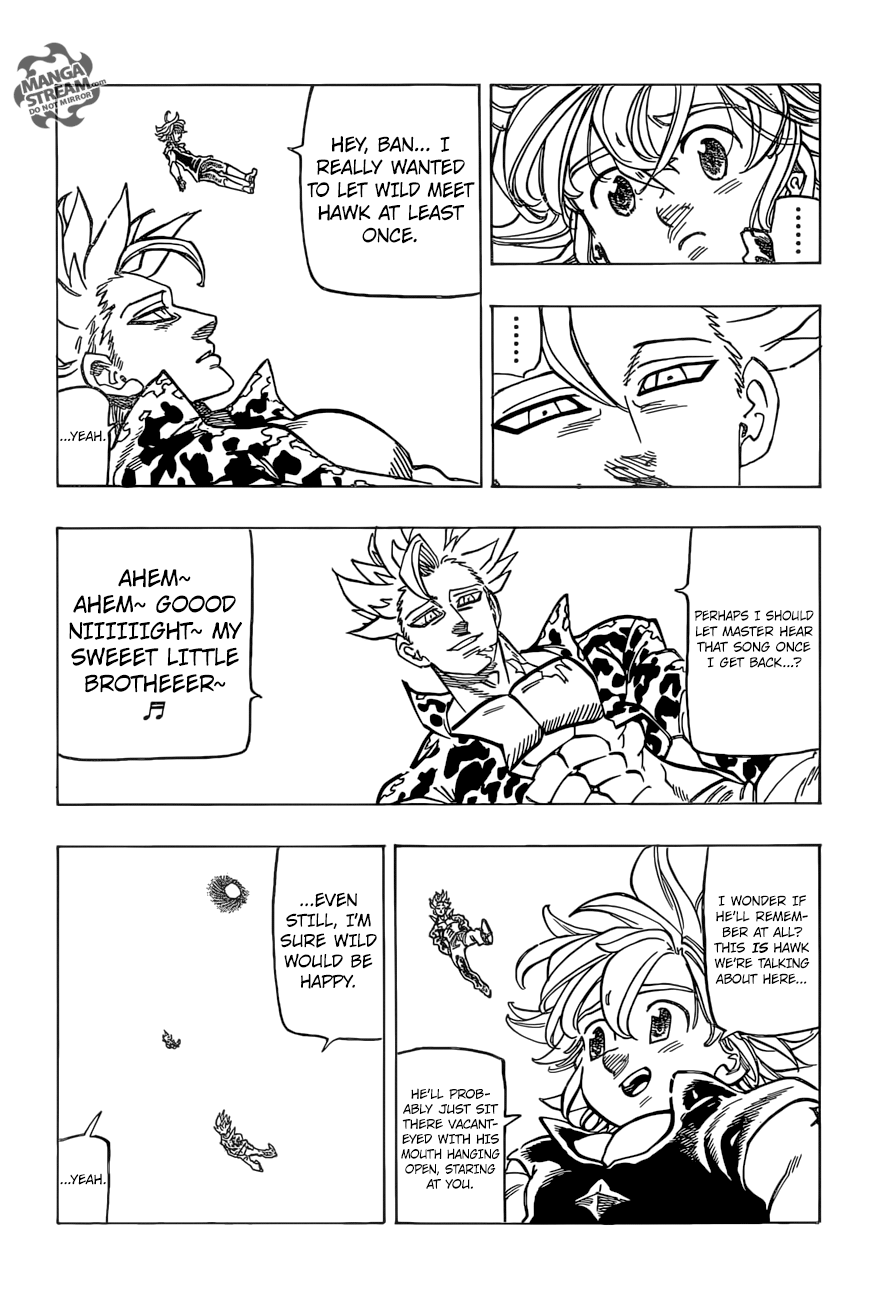 MANGA
STREAM.com
DO NOT MIRROR
......
......
HEY, BAN... I
REALLY WANTED
TO LET WILD MEET
HAWK AT LEAST
ONCE.
...YEAH.
PERHAPS I SHOULD
LET MASTER HEAR
THAT SONG ONCE
I GET BACK...?
AHEM~
AHEM~ GOOOD
NIIIIIIGHT~ MY
SWEEET LITTLE
BROTHEEER~
♬
I WONDER IF
HE'LL REMEM-
BER AT ALL?
THIS IS HAWK
WE'RE TALKING
ABOUT HERE...
HE'LL PROB-
ABLY JUST SIT
THERE VACANT-
EYED WITH HIS
MOUTH HANGING
OPEN, STARING
AT YOU.
...EVEN
STILL, I'M
SURE WILD
WOULD BE
HAPPY.
...YEAH.